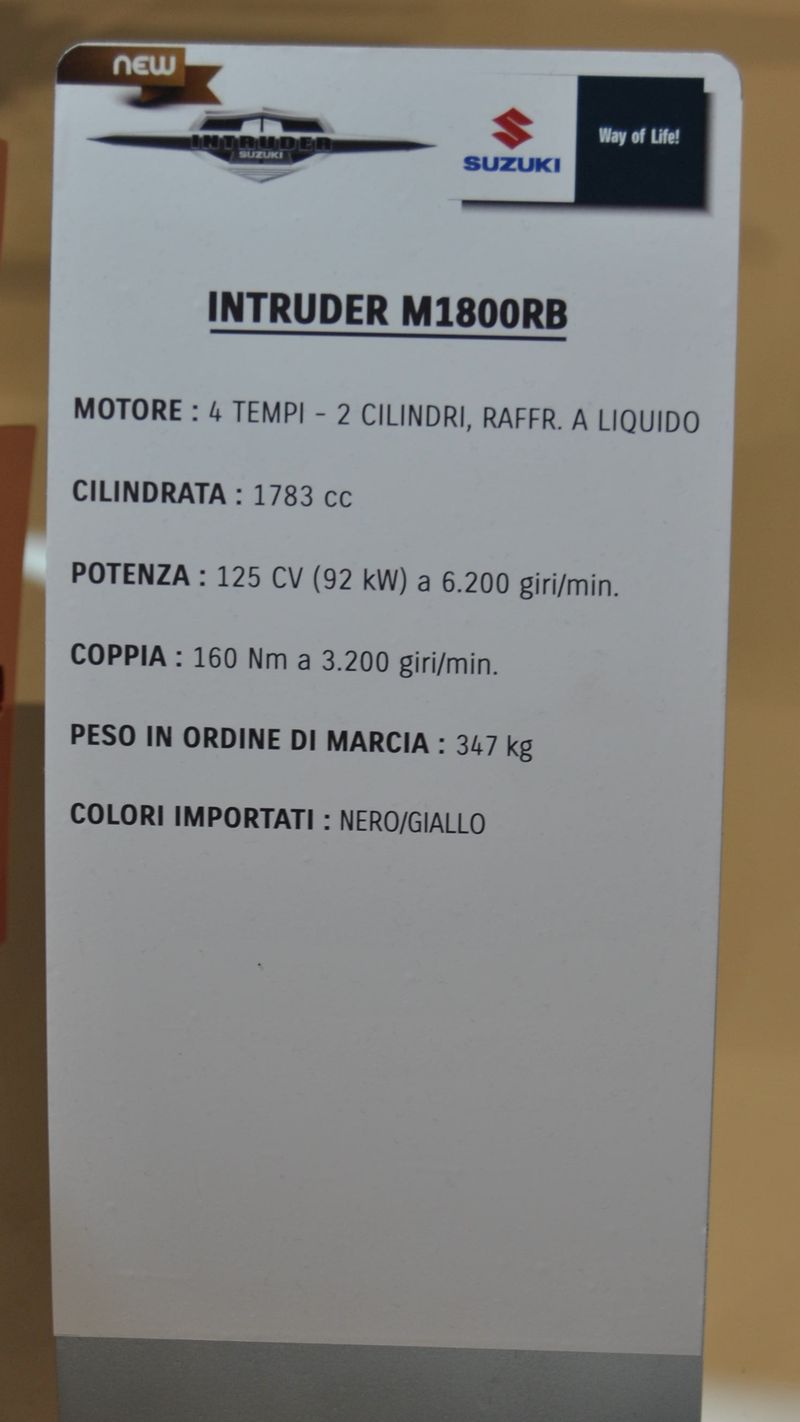 NEW
INTRUDER
SUZUKI
SUZUKI
Way of Life!
INTRUDER M1800RB
MOTORE : 4 TEMPI - 2 CILINDRI, RAFFR. A LIQUIDO
CILINDRATA : 1783 cc
POTENZA : 125 CV (92 kW) a 6.200 giri/min.
COPPIA : 160 Nm a 3.200 giri/min.
PESO IN ORDINE DI MARCIA : 347 kg
COLORI IMPORTATI : NERO/GIALLO